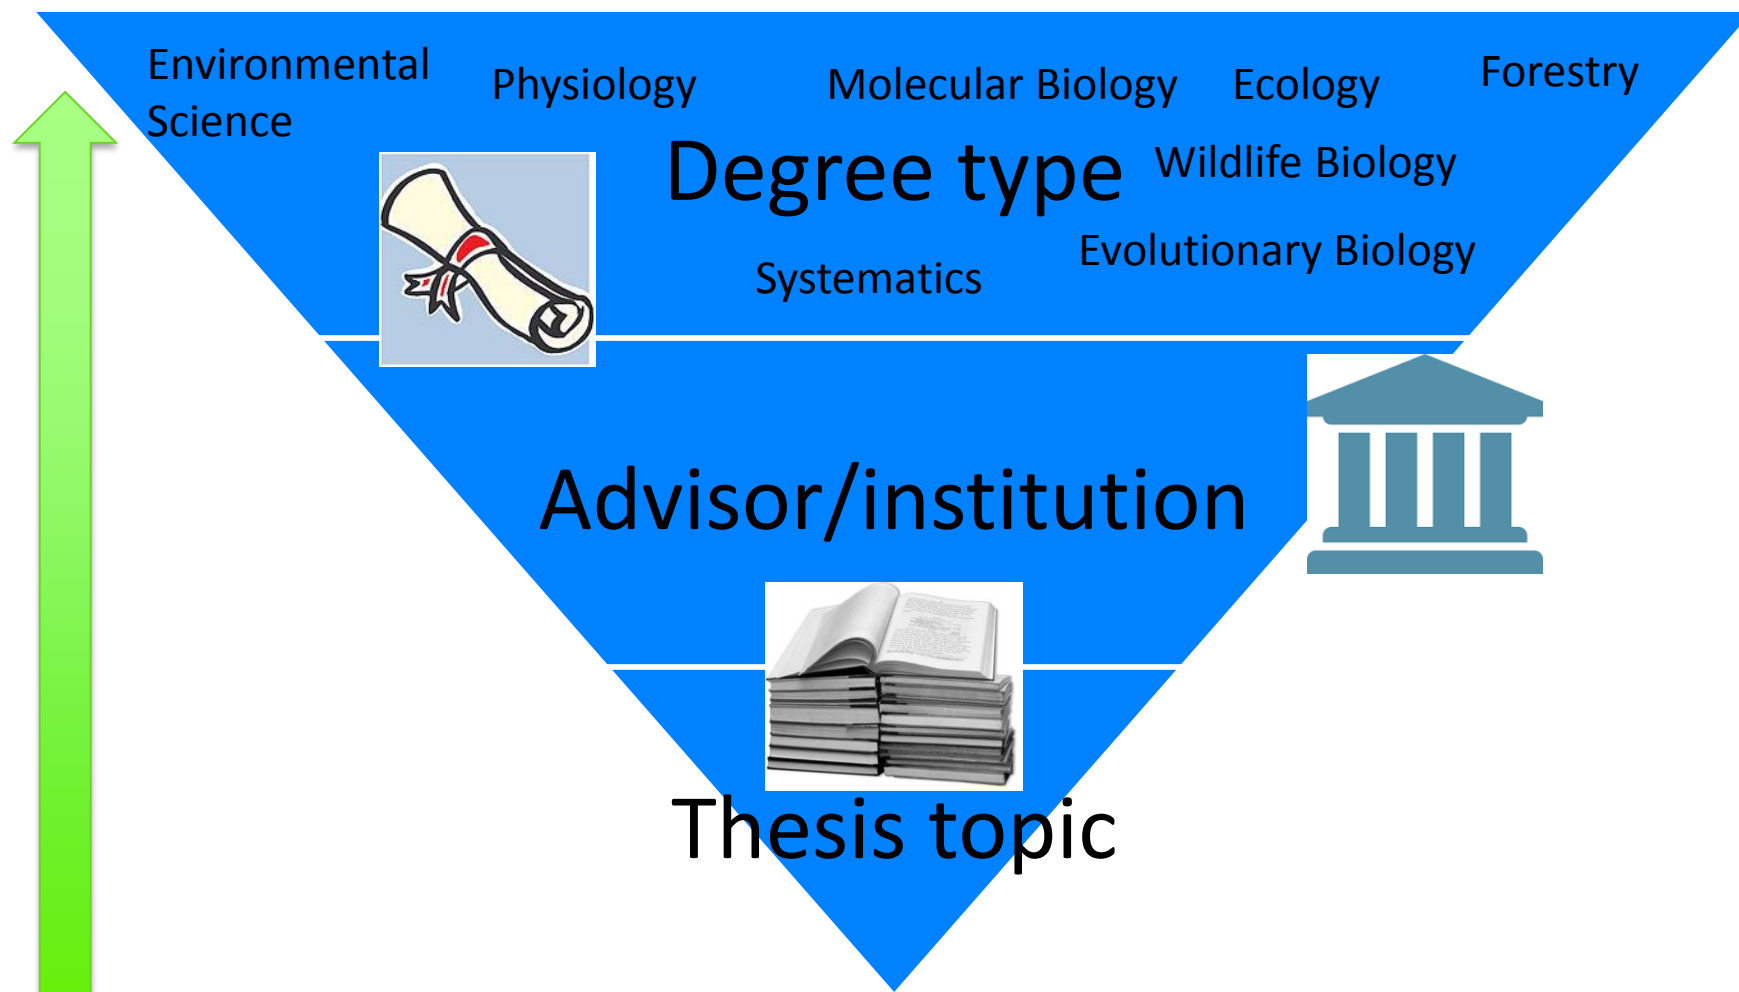 Environmental
Science
Physiology
Molecular Biology
Ecology
Forestry
Degree type
Wildlife Biology
Systematics
Evolutionary Biology
Advisor/institution
Thesis topic